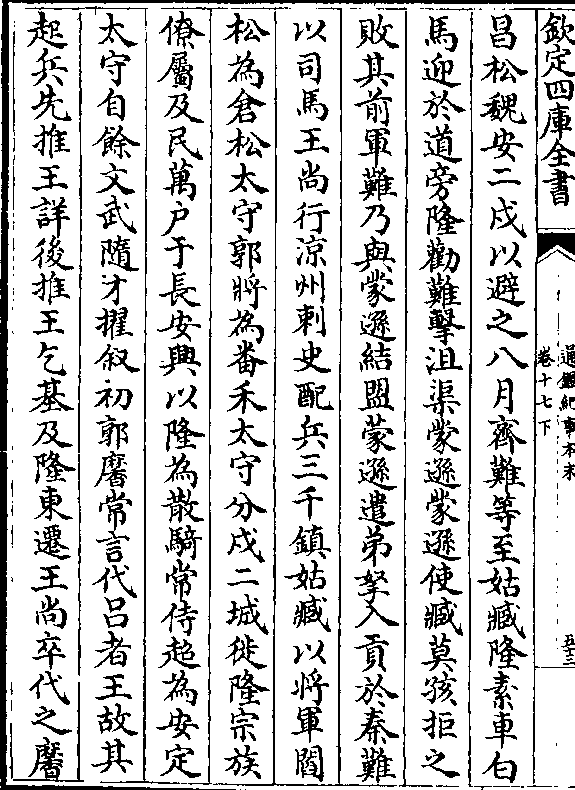 欽定四庫全書
通鑑紀事本末
卷十七下
五十三
昌松魏安二戍以避之八月齊難等至姑臧隆素車白
馬迎於道旁隆勸難擊沮渠蒙遜蒙遜使臧莫孩拒之
敗其前軍難乃與蒙遜結盟蒙遜遣弟挐入貢於秦難
以司馬王尚行涼州刺史配兵三千鎮姑臧以將軍閻
松為倉松太守郭將為番禾太守分戍二城徙隆宗族
僚屬及民萬户于長安興以隆為散騎常侍超為安定
太守自餘文武隨才擢叙初郭黁常言代吕者王故其
起兵先推王詳後推王乞基及隆東遷王尚卒代之黁